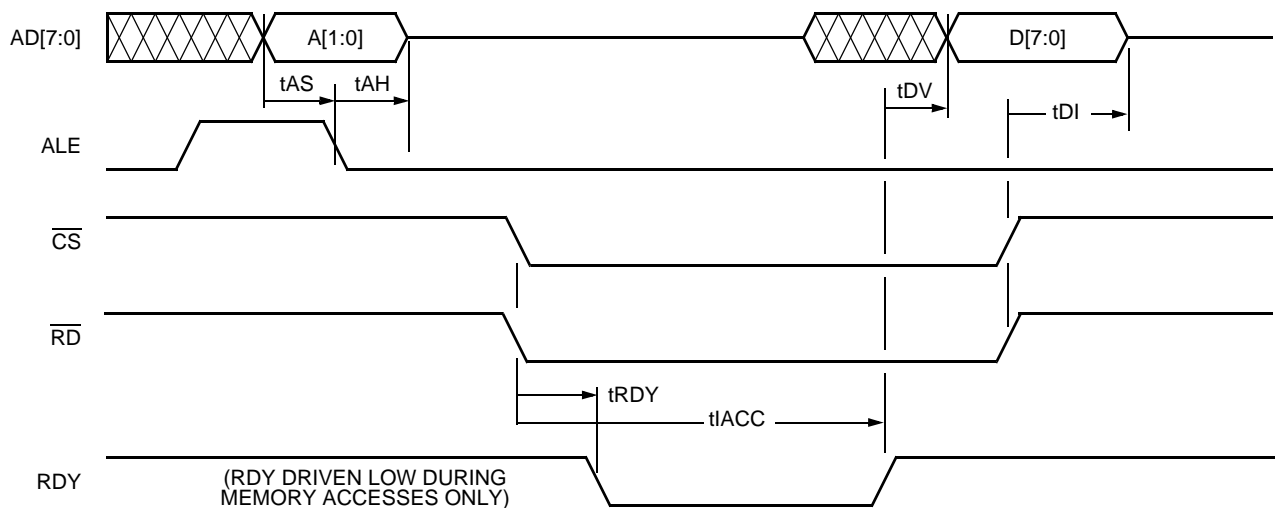 AD[7:0]
A[1:0]
D[7:0]
tAS
tAH
tDV
tDI
ALE
CS
RD
tRDY
tIACC
RDY
(RDY DRIVEN LOW DURING
MEMORY ACCESSES ONLY)